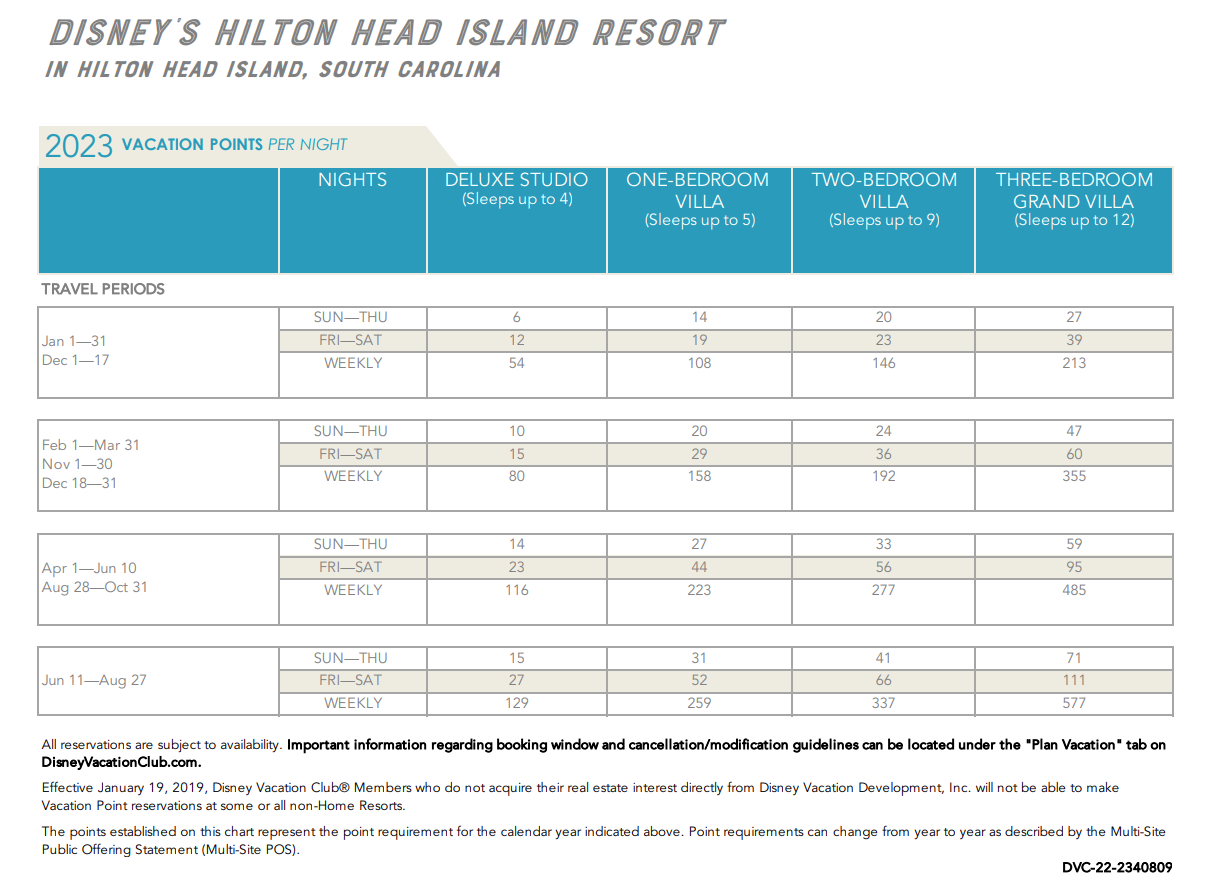 DISNEY'S HILTON HEAD ISLAND RESORT
IN HILTON HEAD ISLAND, SOUTH CAROLINA
2023 VACATION POINTS PER NIGHT
NIGHTS DELUXE STUDIO ONE-BEDROOM TWO-BEDROOM THREE-BEDROOM
(Sleeps up to 4) VILLA VILLA GRAND VILLA
(Sleeps up to 5) (Sleeps up to 9) (Sleeps up to 12)
TRAVEL PERIODS
Jan 1—31
Dec 1—17
SUN—THU 6 14 20 27
FRI—SAT 12 19 23 39
WEEKLY 54 108 146 213
Feb 1—Mar 31
Nov 1—30
Dec 18—31
SUN—THU 10 20 24 47
FRI—SAT 15 29 36 60
WEEKLY 80 158 192 355
Apr 1—Jun 10
Aug 28—Oct 31
SUN—THU 14 27 33 59
FRI—SAT 23 44 56 95
WEEKLY 116 223 277 485
Jun 11—Aug 27
SUN—THU 15 31 41 71
FRI—SAT 27 52 66 111
WEEKLY 129 259 337 577
All reservations are subject to availability. Important information regarding booking window and cancellation/modification guidelines can be located under the "Plan Vacation" tab on
DisneyVacationClub.com.
Effective January 19, 2019, Disney Vacation Club® Members who do not acquire their real estate interest directly from Disney Vacation Development, Inc. will not be able to make
Vacation Point reservations at some or all non-Home Resorts.
The points established on this chart represent the point requirement for the calendar year indicated above. Point requirements can change from year to year as described by the Multi-Site
Public Offering Statement (Multi-Site POS).
DVC-22-2340809